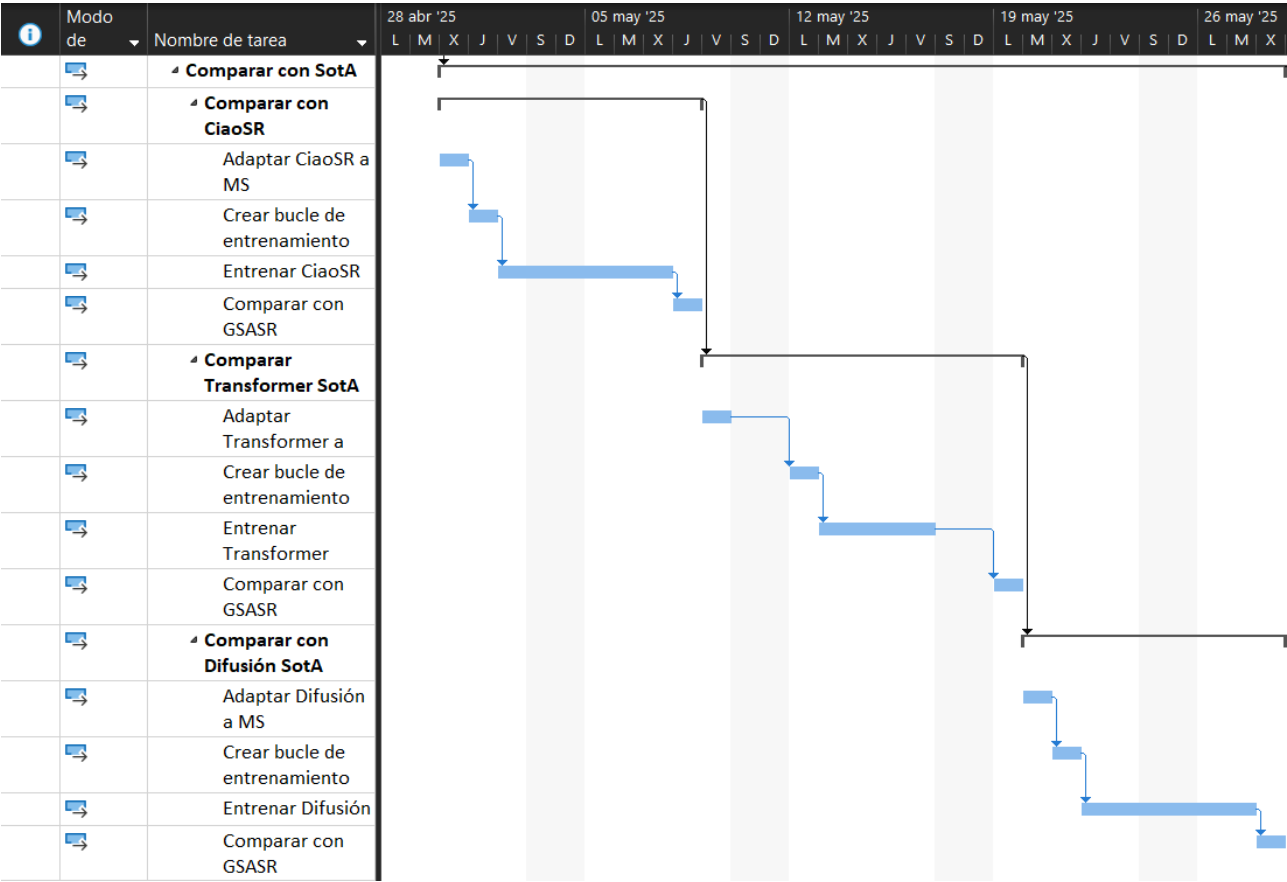 Modo
de
Nombre de tarea
28 abr '25
05 may '25
12 may '25
19 may '25
26 may '25
L M X J V S D L M X J V S D L M X J V S D L M X J V S D L M X
Comparar con SotA
Comparar con
CiaoSR
Adaptar CiaoSR a
MS
Crear bucle de
entrenamiento
Entrenar CiaoSR
Comparar con
GSASR
Comparar
Transformer SotA
Adaptar
Transformer a
Crear bucle de
entrenamiento
Entrenar
Transformer
Comparar con
GSASR
Comparar con
Difusión SotA
Adaptar Difusión
a MS
Crear bucle de
entrenamiento
Entrenar Difusión
Comparar con
GSASR